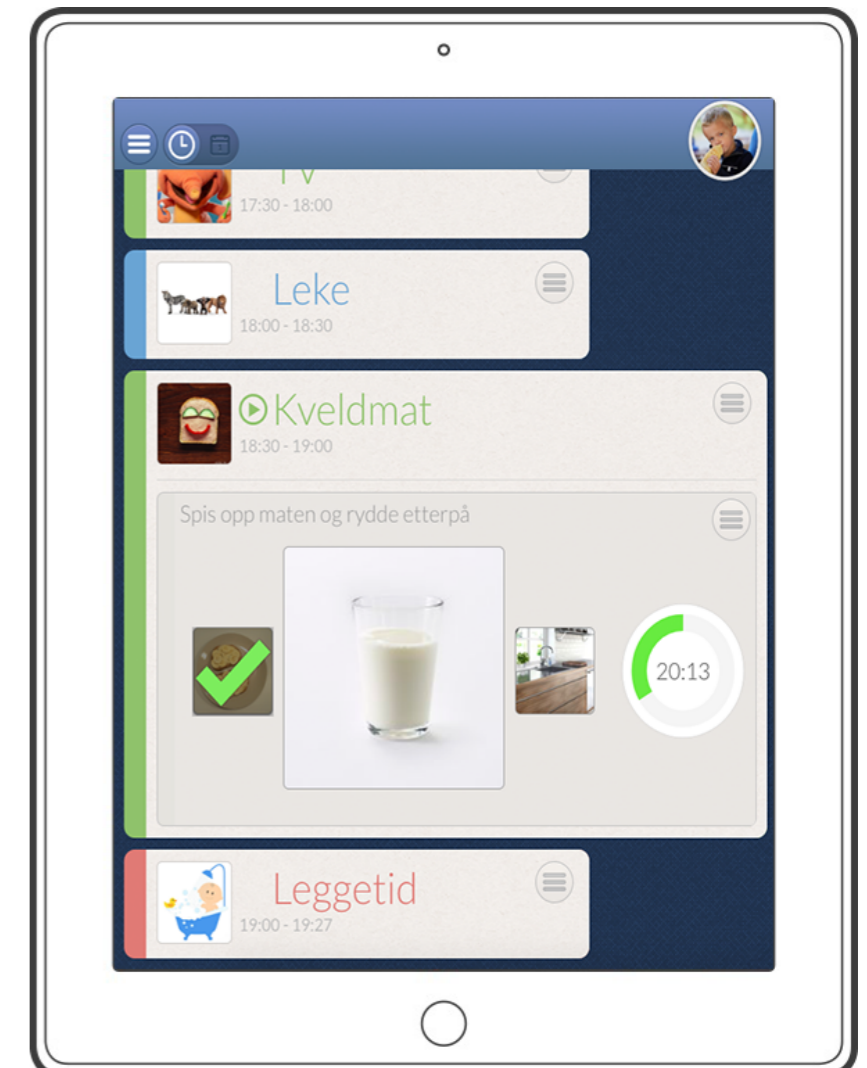 TV
17:30 - 18:00
Leke
18:00 - 18:30
Kveldmat
18:30 - 19:00
Spis opp maten og rydde etterpå
20:13
Leggetid
19:00 - 19:27